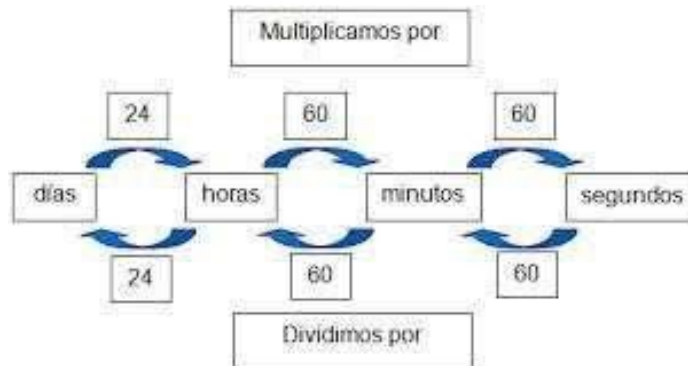 Multiplicamos por
24 60 60
días horas minutos segundos
24 60 60
Dividimos por